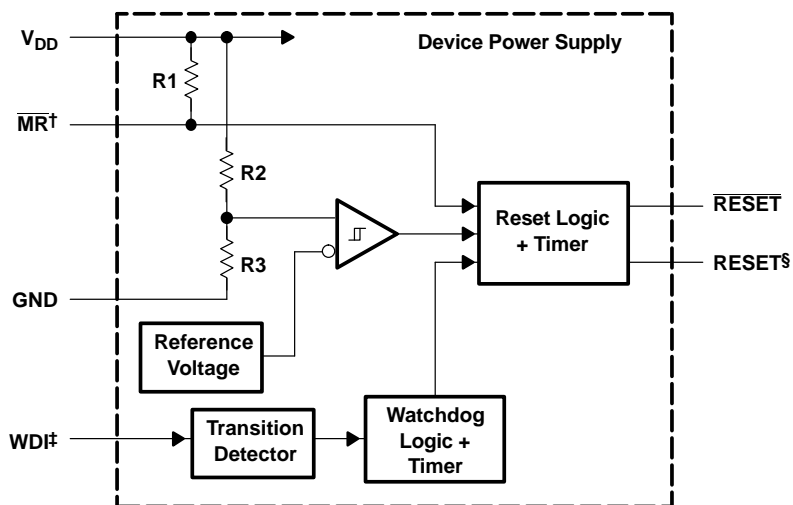 V_DD
Device Power Supply
R1
MR†
R2
Reset Logic
+ Timer
RESET
RESET§
R3
GND
Reference
Voltage
WDI‡
Transition
Detector
Watchdog
Logic +
Timer